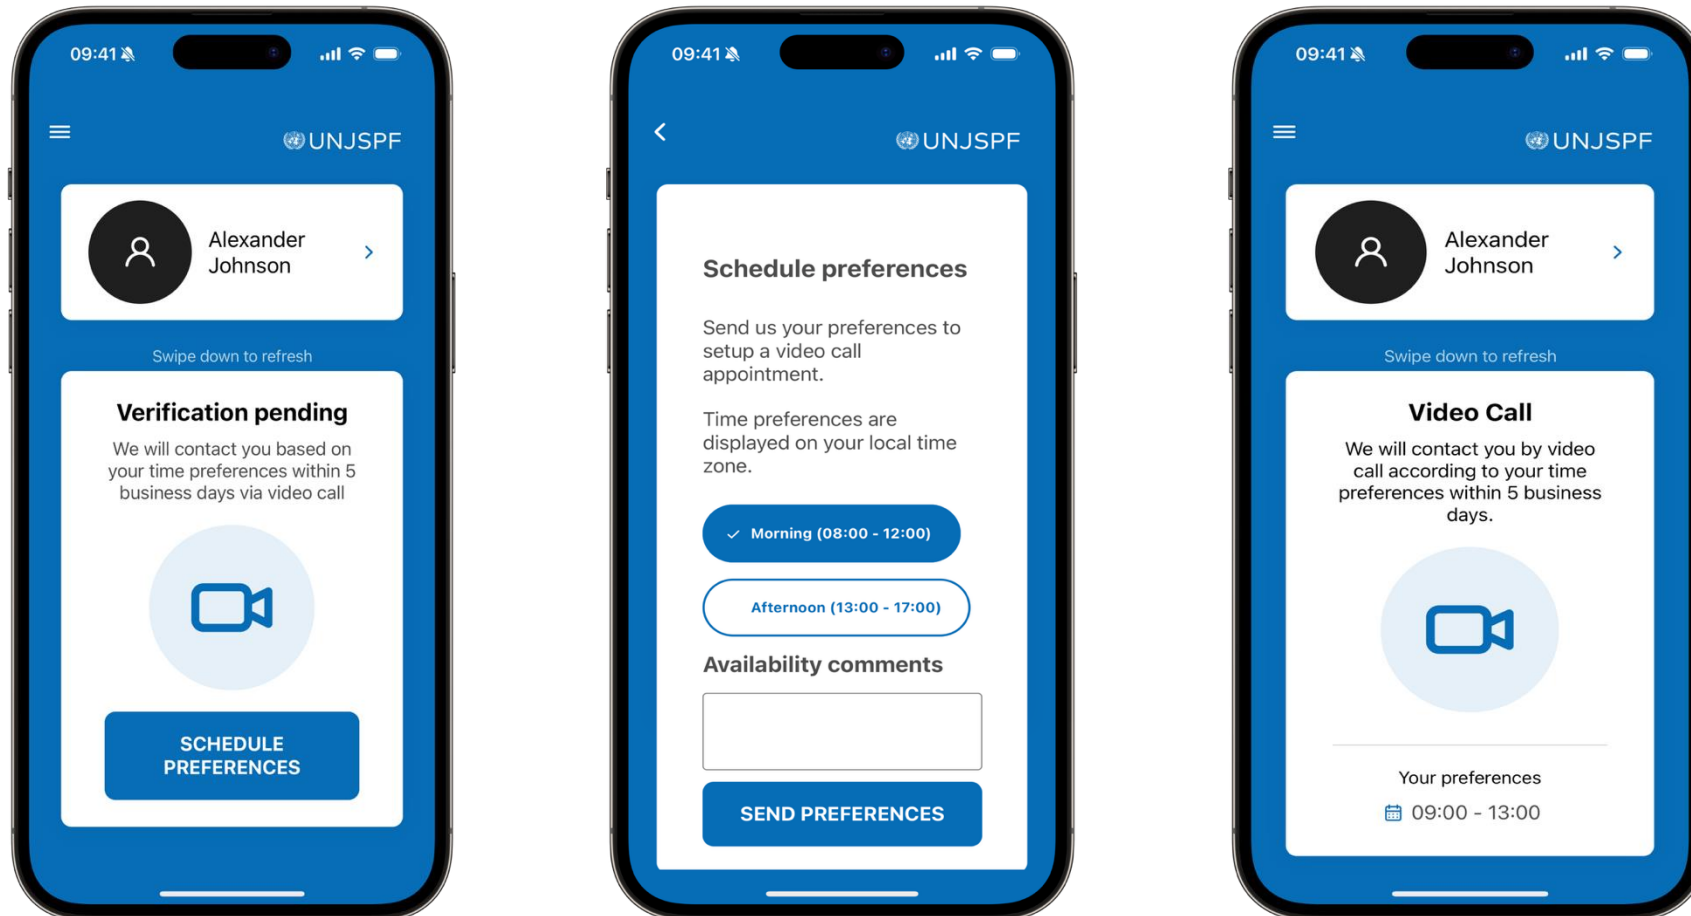 09:41
UNJSPF
Alexander
Johnson
Swipe down to refresh
Verification pending
We will contact you based on
your time preferences within 5
business days via video call
SCHEDULE
PREFERENCES
09:41
UNJSPF
Schedule preferences
Send us your preferences to
setup a video call
appointment.
Time preferences are
displayed on your local time
zone.
Morning (08:00 - 12:00)
Afternoon (13:00 - 17:00)
Availability comments
SEND PREFERENCES
09:41
UNJSPF
Alexander
Johnson
Swipe down to refresh
Video Call
We will contact you by video
call according to your time
preferences within 5 business
days.
Your preferences
09:00 - 13:00